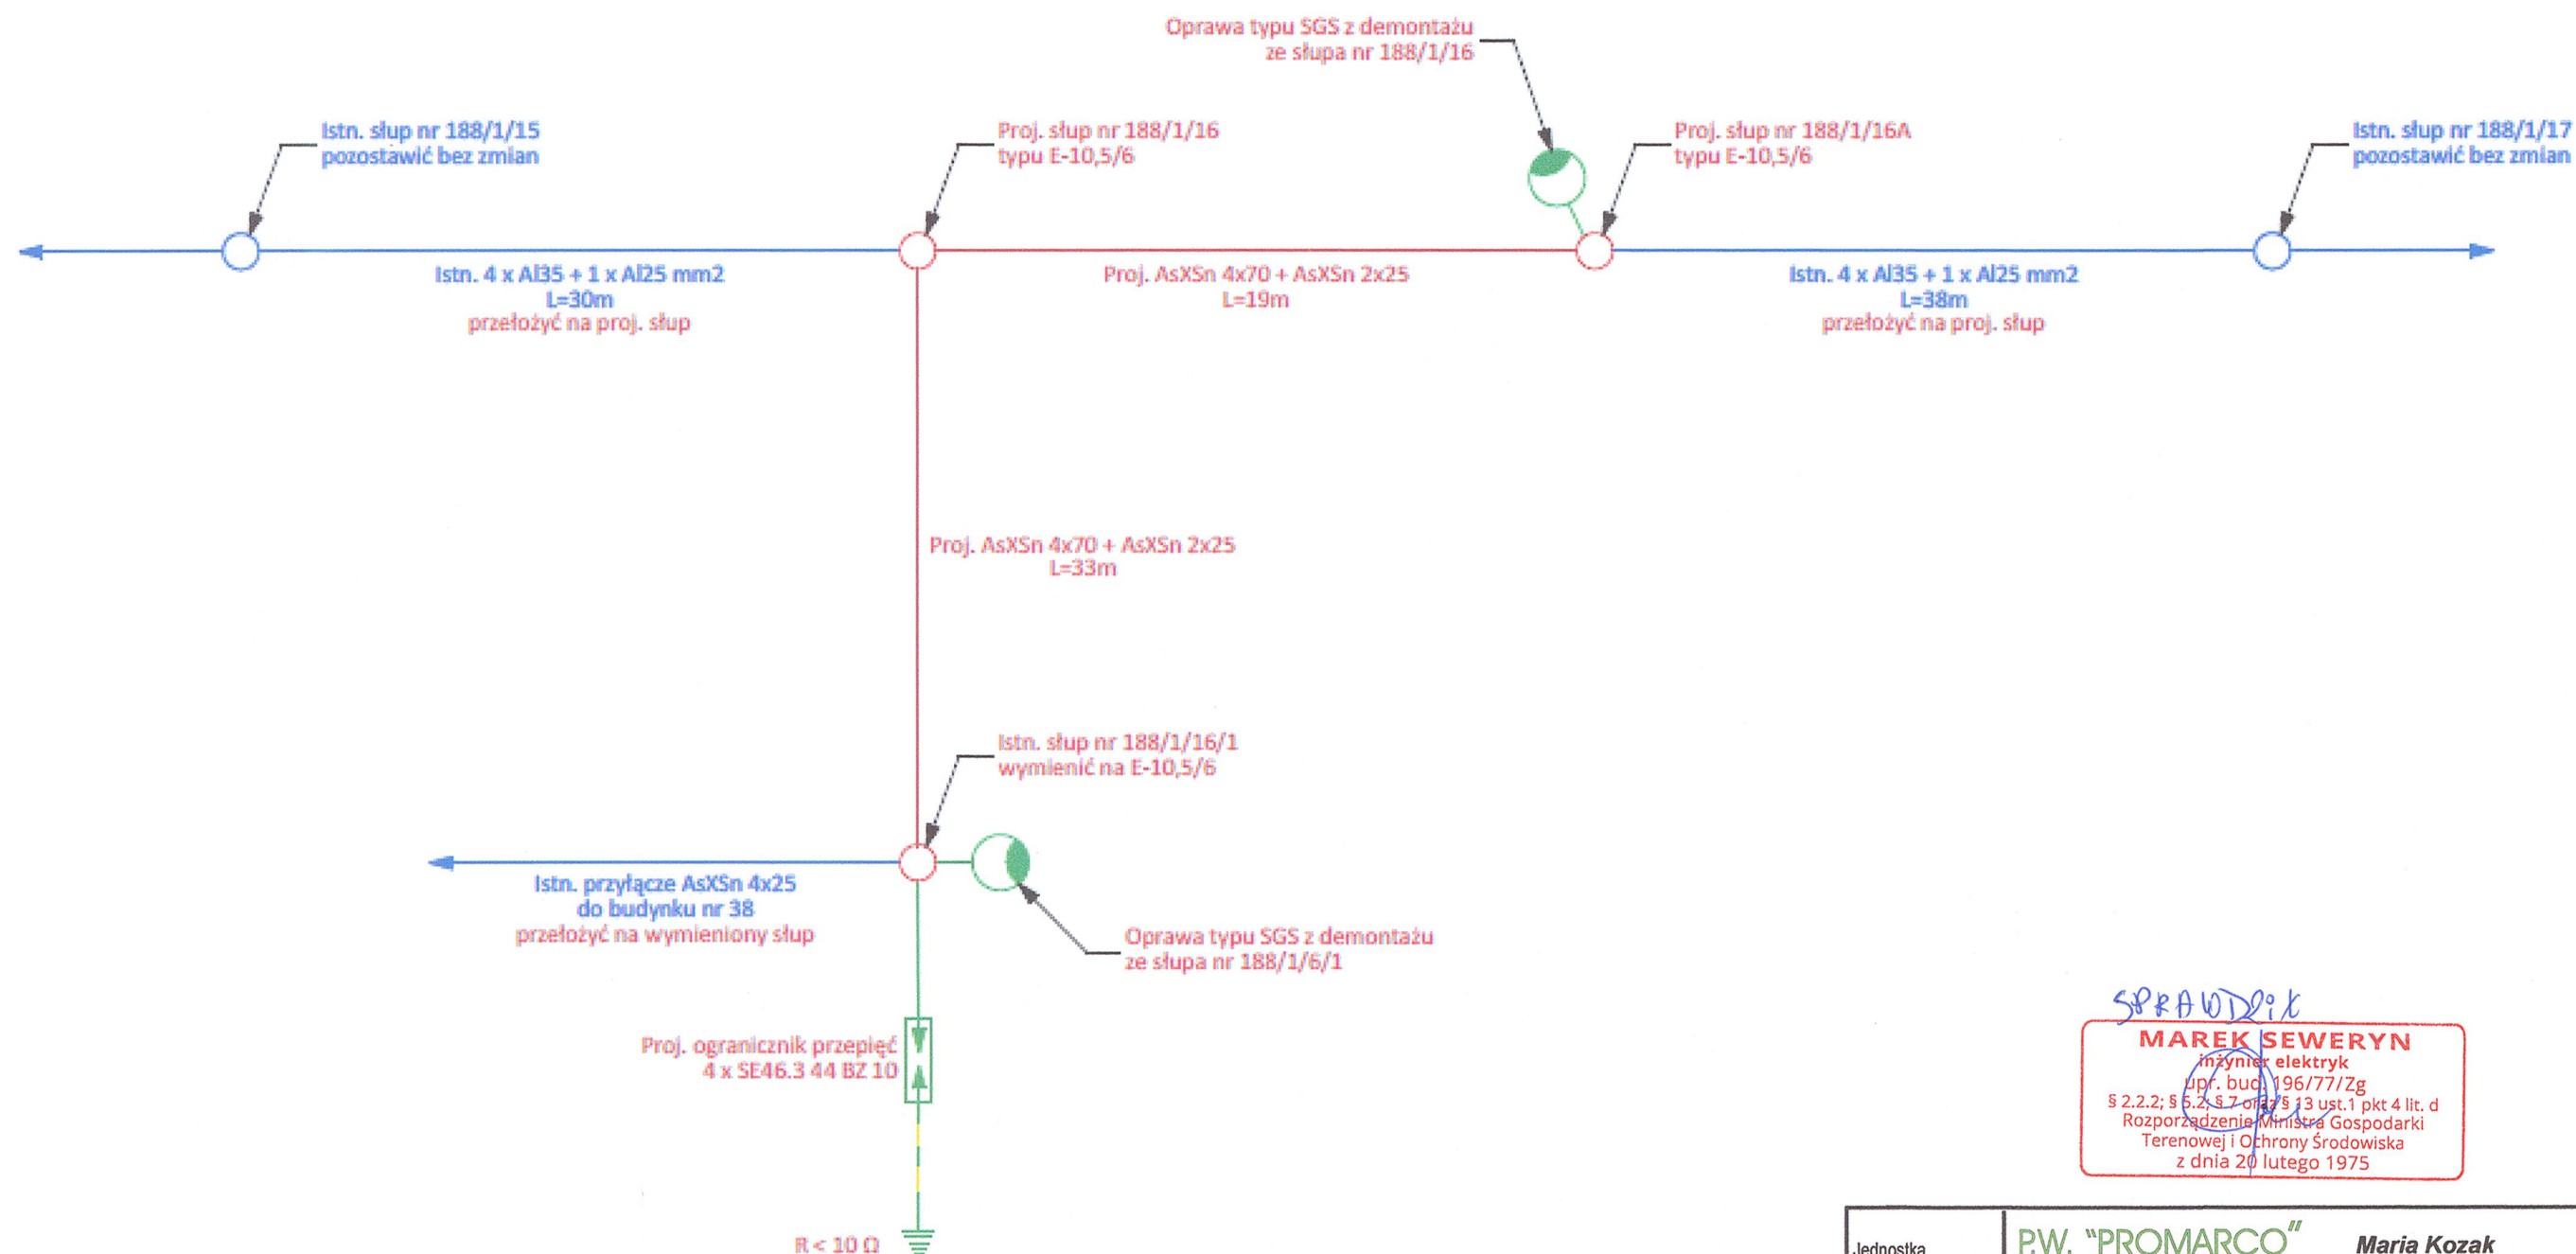 Oprawa typu SGS z demontażu
ze słupa nr 188/1/16
Istn. słup nr 188/1/15
pozostawić bez zmian
Proj. słup nr 188/1/16
typu E-10,5/6
Proj. słup nr 188/1/16A
typu E-10,5/6
Istn. słup nr 188/1/17
pozostawić bez zmian
Istn. 4 x Al35 + 1 x Al25 mm2
L=30m
przełożyć na proj. słup
Proj. AsXSn 4x70 + AsXSn 2x25
L=19m
Istn. 4 x Al35 + 1 x Al25 mm2
L=38m
przełożyć na proj. słup
Proj. AsXSn 4x70 + AsXSn 2x25
L=33m
Istn. słup nr 188/1/16/1
wymienić na E-10,5/6
Istn. przyłącze AsXSn 4x25
do budynku nr 38
przełożyć na wymieniony słup
Oprawa typu SGS z demontażu
ze słupa nr 188/1/6/1
Proj. ogranicznik przepięć
4 x SE46.3 44 BZ 10
R < 10 Ω
SPRAWDZIŁ
MAREK SEWERYN
inżynier elektryk
upr. bud. 196/77/Zg
§ 2.2.2; § 5.2; § 7 oraz § 13 ust.1 pkt 4 lit. d
Rozporządzenie Ministra Gospodarki
Terenowej i Ochrony Środowiska
z dnia 20 lutego 1975
Jednostka
P.W. "PROMARCO"
Maria Kozak